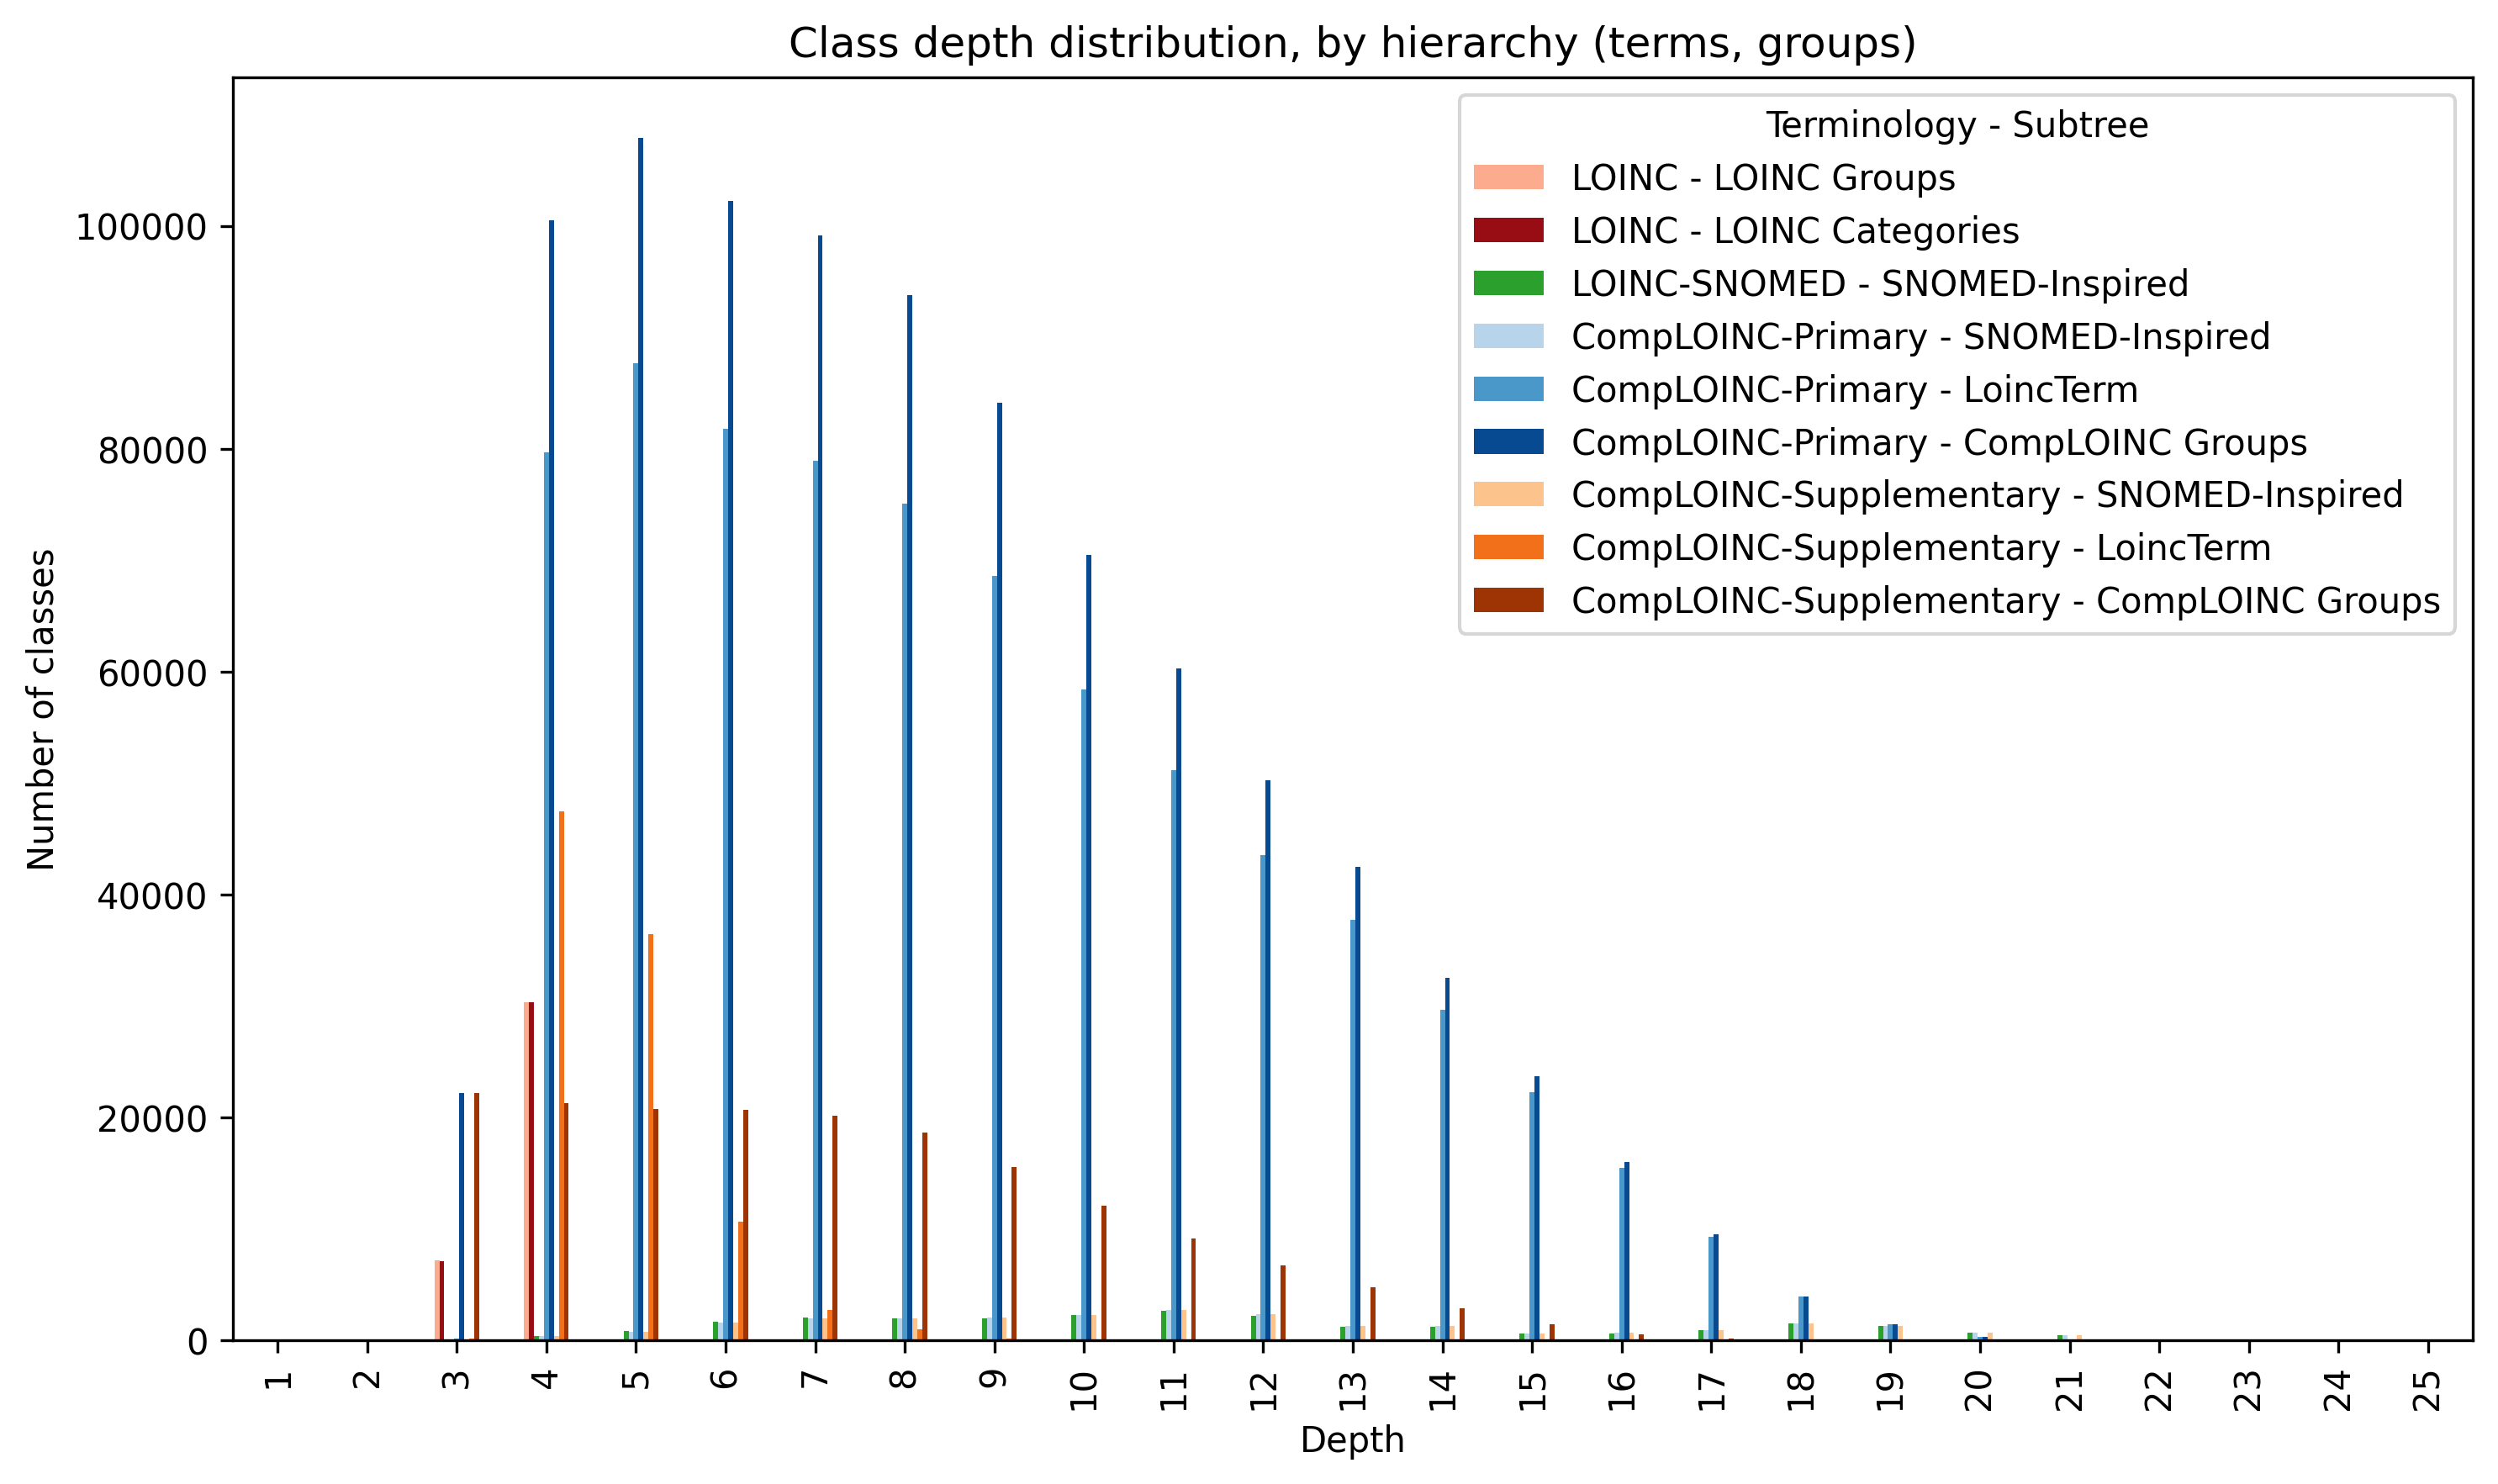 Class depth distribution, by hierarchy (terms, groups)
Terminology - Subtree
LOINC - LOINC Groups
LOINC - LOINC Categories
LOINC-SNOMED - SNOMED-Inspired
CompLOINC-Primary - SNOMED-Inspired
CompLOINC-Primary - LoincTerm
CompLOINC-Primary - CompLOINC Groups
CompLOINC-Supplementary - SNOMED-Inspired
CompLOINC-Supplementary - LoincTerm
CompLOINC-Supplementary - CompLOINC Groups
Number of classes
100000
80000
60000
40000
20000
0
1 2 3 4 5 6 7 8 9 10 11 12 13 14 15 16 17 18 19 20 21 22 23 24 25
Depth